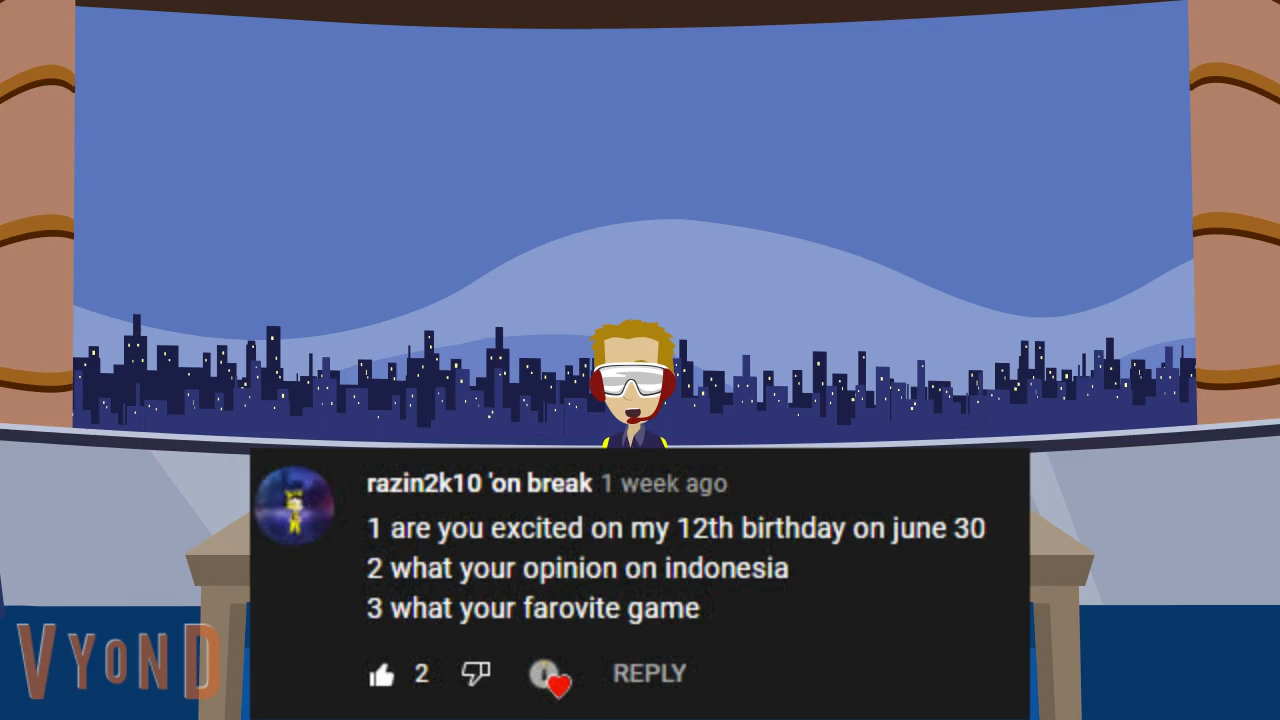 razin2k10 'on break 1 week ago
1 are you excited on my 12th birthday on june 30
2 what your opinion on indonesia
3 what your farovite game
2 REPLY
VYOND